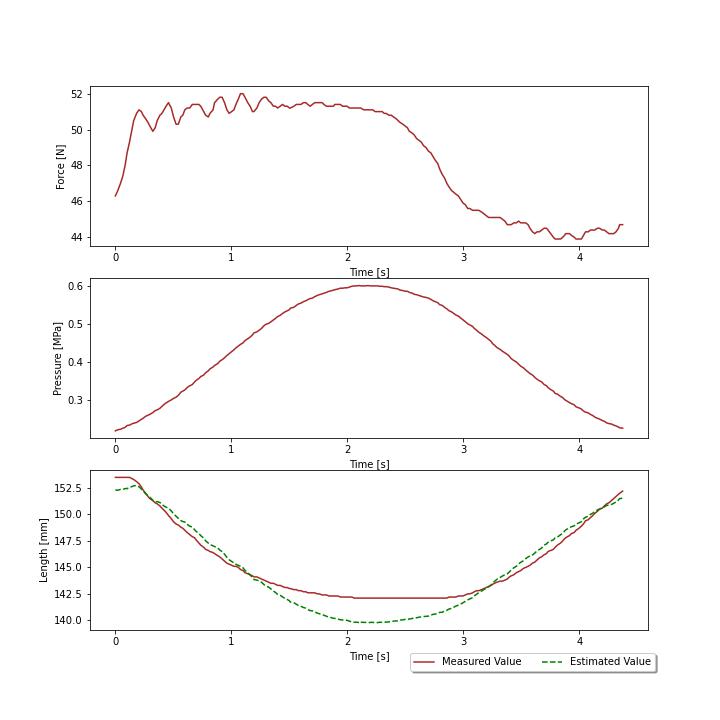 52
50
48
46
44
Force [N]
0 1 2 3 4
Time [s]
0.6
0.5
0.4
0.3
Pressure [MPa]
0 1 2 3 4
Time [s]
152.5
150.0
147.5
145.0
142.5
140.0
Length [mm]
0 1 2 3 4
Time [s]
Measured Value Estimated Value